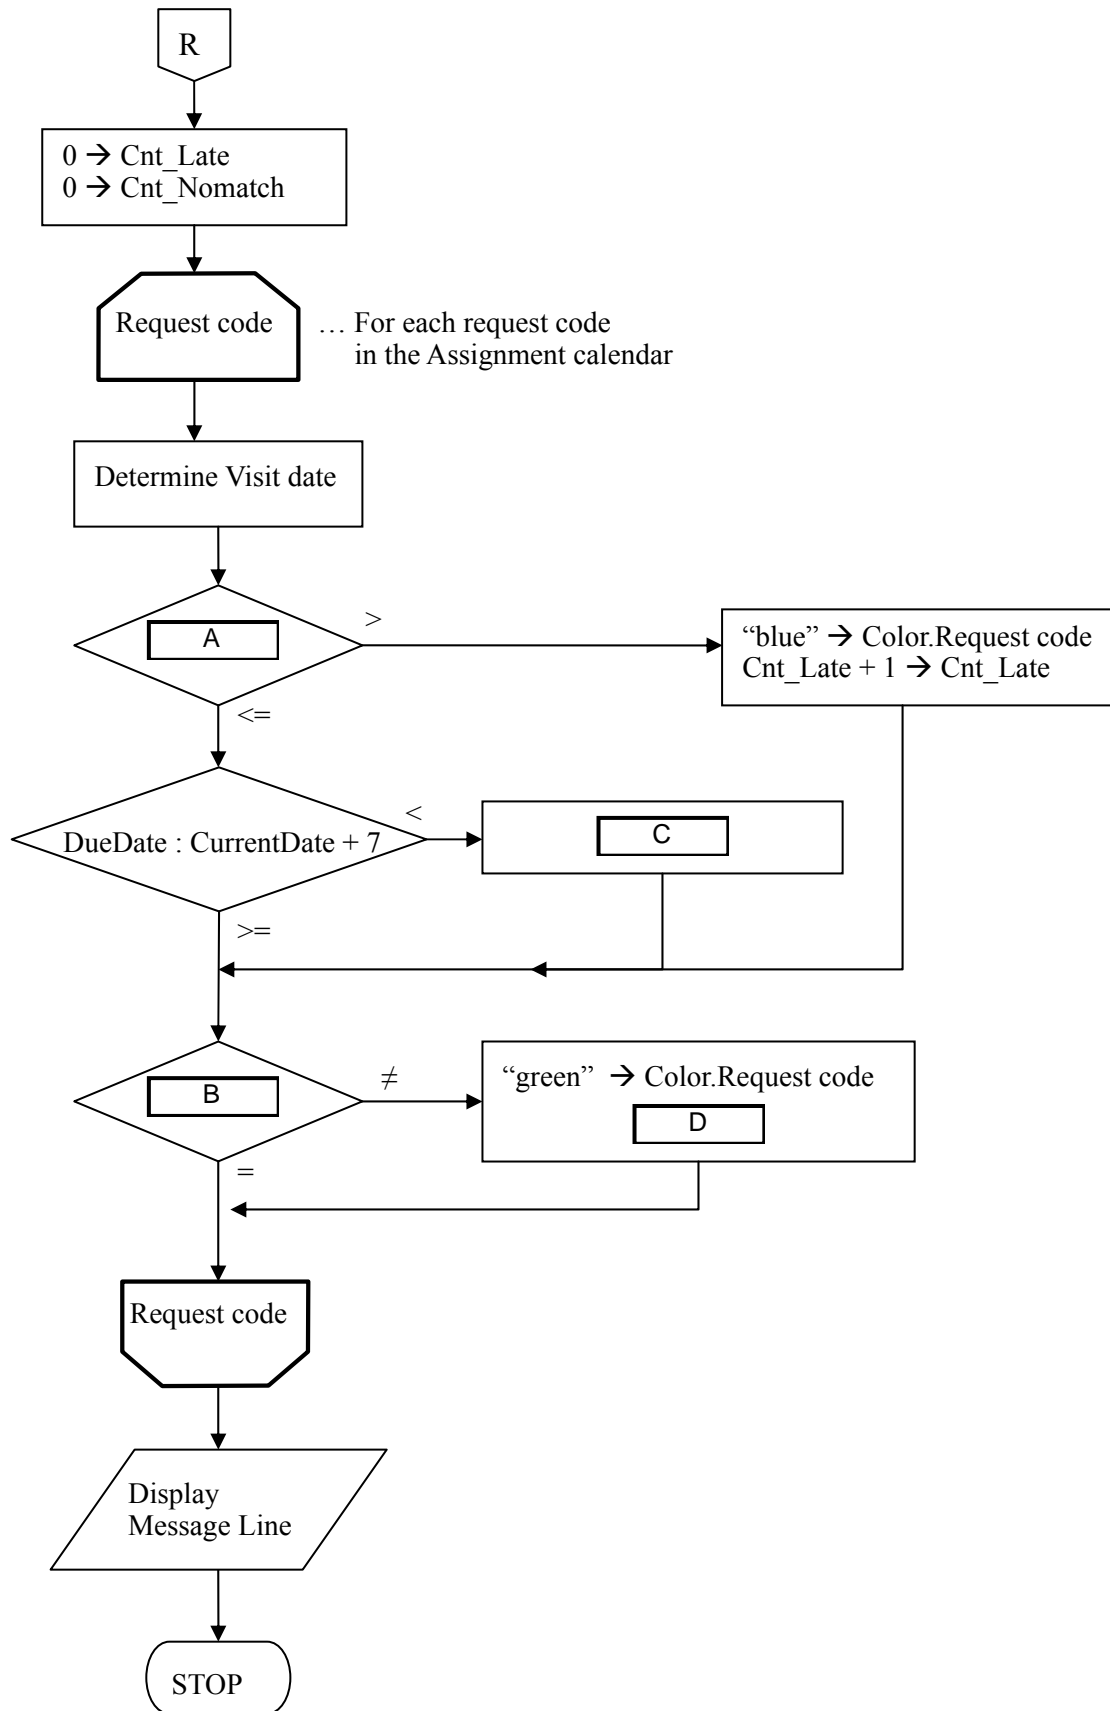 R
0 → Cnt_Late
0 → Cnt_Nomatch
Request code
… For each request code
in the Assignment calendar
Determine Visit date
A
>
“blue” → Color.Request code
Cnt_Late + 1 → Cnt_Late
<=
DueDate : CurrentDate + 7
<
C
>=
B
≠
“green” → Color.Request code
D
=
Request code
Display
Message Line
STOP